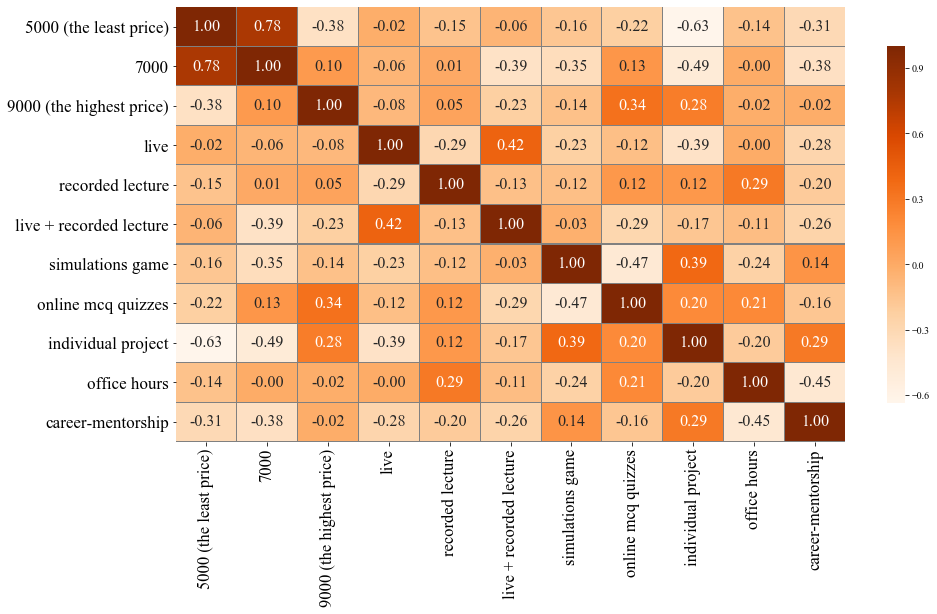 5000 (the least price) 1.00 0.78 -0.38 -0.02 -0.15 -0.06 -0.16 -0.22 -0.63 -0.14 -0.31
7000 0.78 1.00 0.10 -0.06 0.01 -0.39 -0.35 0.13 -0.49 -0.00 -0.38
9000 (the highest price) -0.38 0.10 1.00 -0.08 0.05 -0.23 -0.14 0.34 0.28 -0.02 -0.02
live -0.02 -0.06 -0.08 1.00 -0.29 0.42 -0.23 -0.12 -0.39 -0.00 -0.28
recorded lecture -0.15 0.01 0.05 -0.29 1.00 -0.13 -0.12 0.12 0.12 0.29 -0.20
live + recorded lecture -0.06 -0.39 -0.23 0.42 -0.13 1.00 -0.03 -0.29 -0.17 -0.11 -0.26
simulations game -0.16 -0.35 -0.14 -0.23 -0.12 -0.03 1.00 -0.47 0.39 -0.24 0.14
online mcq quizzes -0.22 0.13 0.34 -0.12 0.12 -0.29 -0.47 1.00 0.20 0.21 -0.16
individual project -0.63 -0.49 0.28 -0.39 0.12 -0.17 0.39 0.20 1.00 -0.20 0.29
office hours -0.14 -0.00 -0.02 -0.00 0.29 -0.11 -0.24 0.21 -0.20 1.00 -0.45
career-mentorship -0.31 -0.38 -0.02 -0.28 -0.20 -0.26 0.14 -0.16 0.29 -0.45 1.00
5000 (the least price)
7000
9000 (the highest price)
live
recorded lecture
live + recorded lecture
simulations game
online mcq quizzes
individual project
office hours
career-mentorship
0.9
0.6
0.3
0.0
-0.3
-0.6